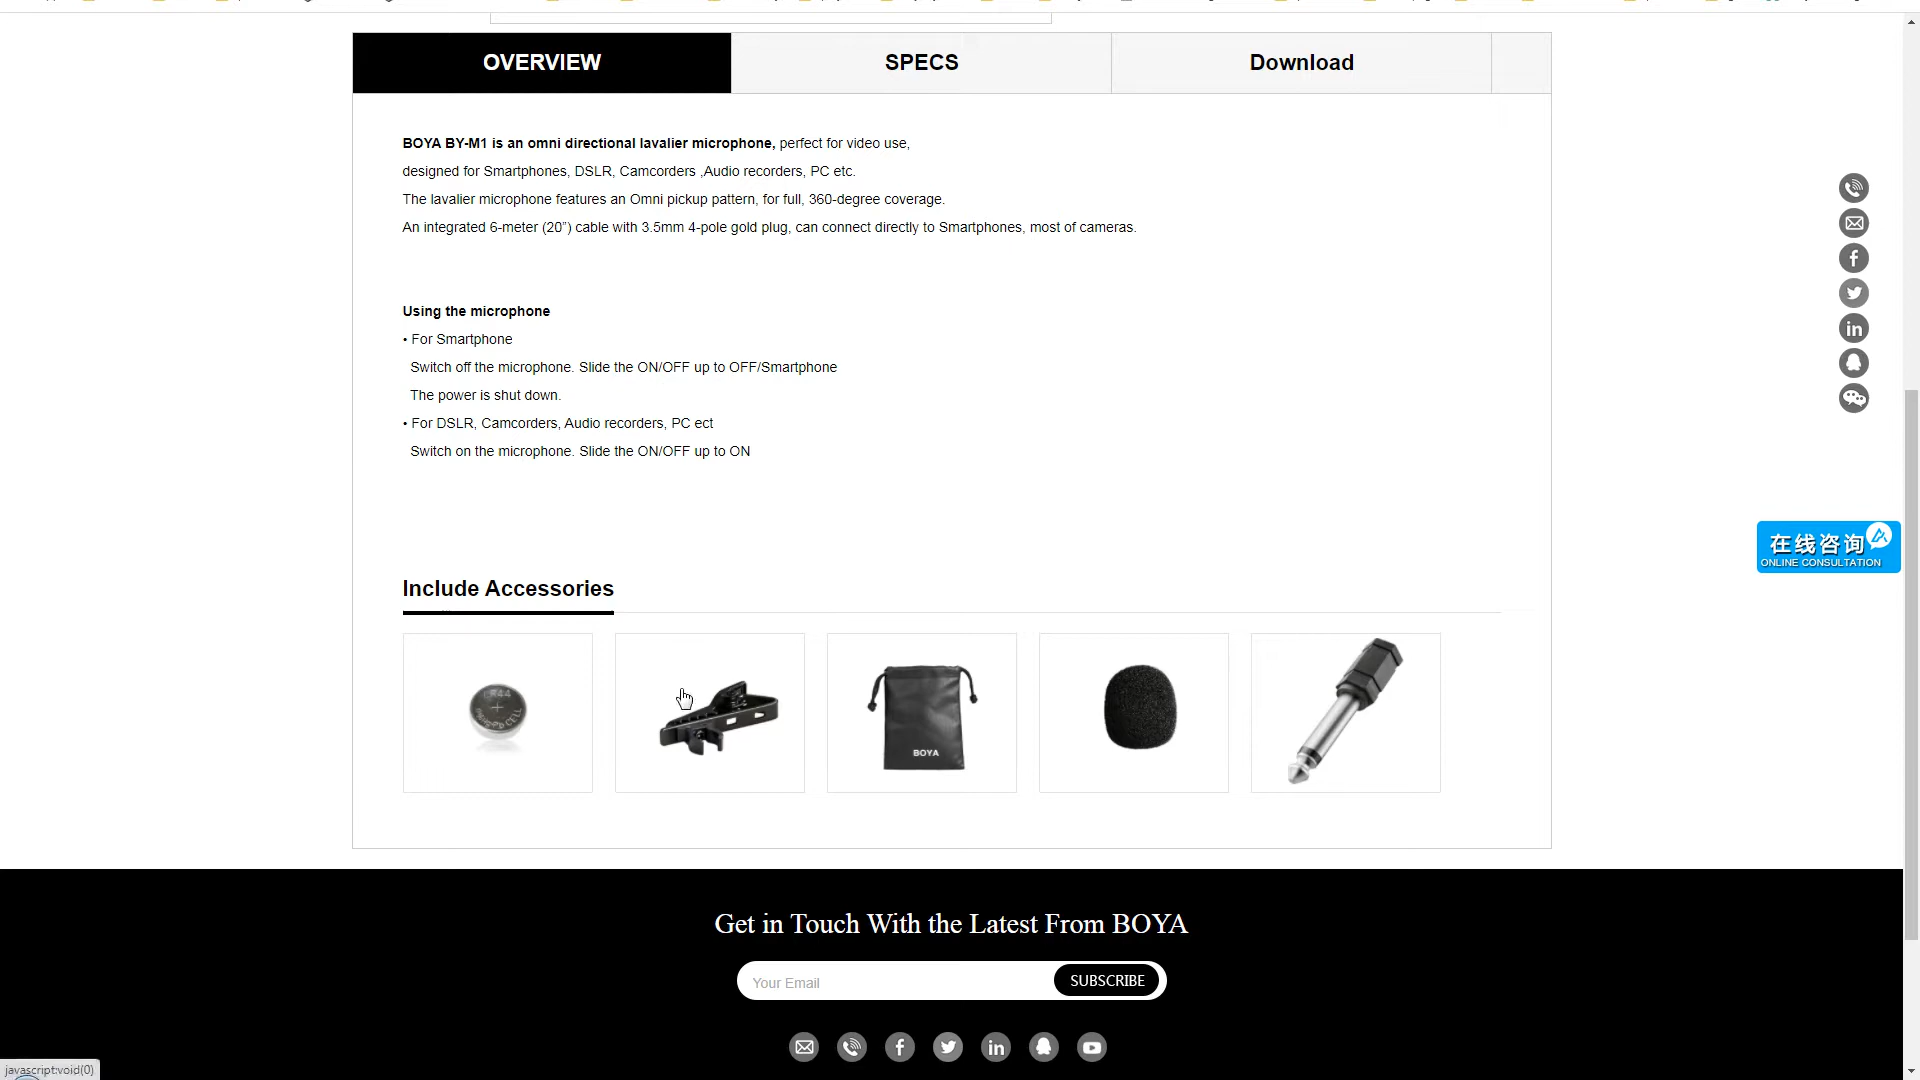 OVERVIEW
SPECS
Download
BOYA BY-M1 is an omni directional lavalier microphone, perfect for video use,
designed for Smartphones, DSLR, Camcorders ,Audio recorders, PC etc.
The lavalier microphone features an Omni pickup pattern, for full, 360-degree coverage.
An integrated 6-meter (20”) cable with 3.5mm 4-pole gold plug, can connect directly to Smartphones, most of cameras.
Using the microphone
• For Smartphone
Switch off the microphone. Slide the ON/OFF up to OFF/Smartphone
The power is shut down.
• For DSLR, Camcorders, Audio recorders, PC ect
Switch on the microphone. Slide the ON/OFF up to ON
在线咨询
ONLINE CONSULTATION
Include Accessories
BOYA
Get in Touch With the Latest From BOYA
Your Email
SUBSCRIBE
javascript:void(0)